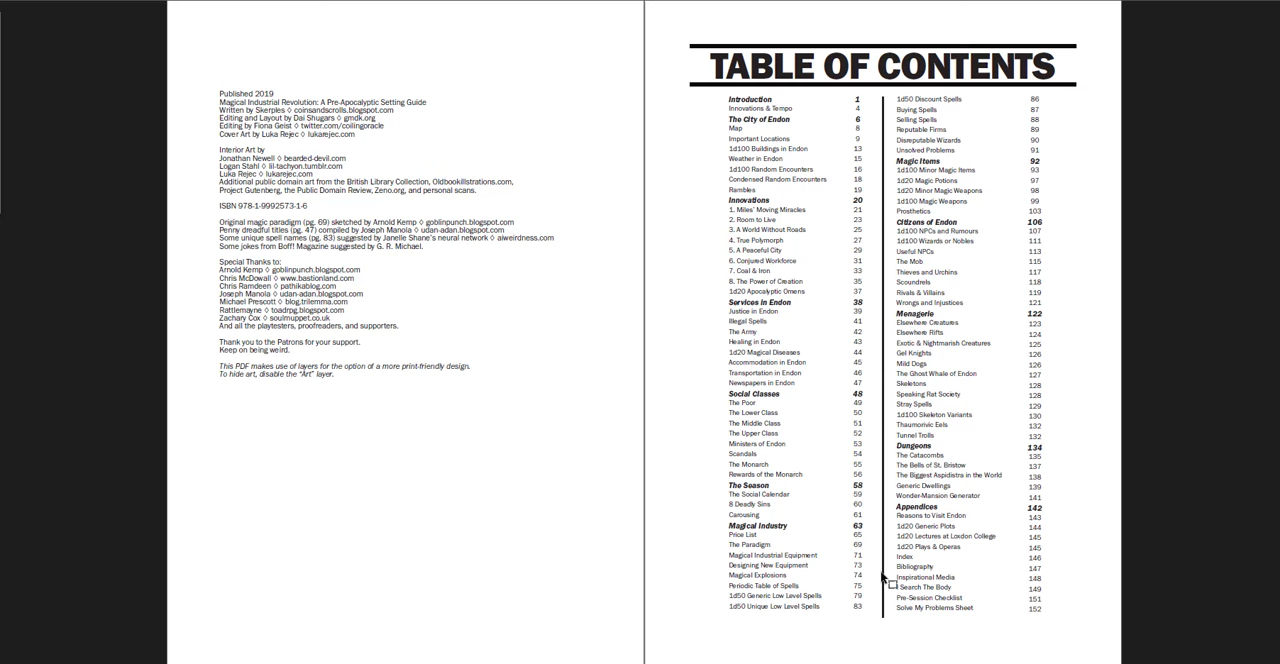 Published 2019
Magical Industrial Revolution: A Pre-Apocalyptic Setting Guide
Written by Skerples ◊ coinsandscrolls.blogspot.com
Editing and Layout by Dai Shugars ◊ gmdk.org
Editing by Fiona Geist ◊ twitter.com/coilingoracle
Cover Art by Luka Rejec ◊ lukarejec.com
Interior Art by
Jonathan Newell ◊ bearded-devil.com
Logan Stahl ◊ lil-tachyon.tumblr.com
Luka Rejec ◊ lukarejec.com
Additional public domain art from the British Library Collection, Oldbookillstrations.com,
Project Gutenberg, the Public Domain Review, Zeno.org, and personal scans.
ISBN 978-1-9992573-1-6
Original magic paradigm (pg. 69) sketched by Arnold Kemp ◊ goblinpunch.blogspot.com
Penny dreadful titles (pg. 47) compiled by Joseph Manola ◊ udan-adan.blogspot.com
Some unique spell names (pg. 83) suggested by Janelle Shane's neural network ◊ aiweirdness.com
Some jokes from Boff! Magazine suggested by G. R. Michael.
Special Thanks to:
Arnold Kemp ◊ goblinpunch.blogspot.com
Chris McDowall ◊ www.bastionland.com
Chris Ramdeen ◊ pathikablog.com
Joseph Manola ◊ udan-adan.blogspot.com
Michael Prescott ◊ blog.trilemma.com
Rattlemayne ◊ toadrpg.blogspot.com
Zachary Cox ◊ soulmuppet.co.uk
And all the playtesters, proofreaders, and supporters.
Thank you to the Patrons for your support.
Keep on being weird.
This PDF makes use of layers for the option of a more print-friendly design.
To hide art, disable the "Art" layer.
TABLE OF CONTENTS
Introduction 1
Innovations & Tempo 4
The City of Endon 6
Map 8
Important Locations 9
1d100 Buildings in Endon 13
Weather in Endon 15
1d100 Random Encounters 16
Condensed Random Encounters 18
Rambles 19
Innovations 20
1. Miles' Moving Miracles 21
2. Room to Live 23
3. A World Without Roads 25
4. True Polymorph 27
5. A Peaceful City 29
6. Conjured Workforce 31
7. Coal & Iron 33
8. The Power of Creation 35
1d20 Apocalyptic Omens 37
Services in Endon 38
Justice in Endon 39
Illegal Spells 41
The Army 42
Healing in Endon 43
1d20 Magical Diseases 44
Accommodation in Endon 45
Transportation in Endon 46
Newspapers in Endon 47
Social Classes 48
The Poor 49
The Lower Class 50
The Middle Class 51
The Upper Class 52
Ministers of Endon 53
Scandals 54
The Monarch 55
Rewards of the Monarch 56
The Season 58
The Social Calendar 59
8 Deadly Sins 60
Carousing 61
Magical Industry 63
Price List 65
The Paradigm 69
Magical Industrial Equipment 71
Designing New Equipment 73
Magical Explosions 74
Periodic Table of Spells 75
1d50 Generic Low Level Spells 79
1d50 Unique Low Level Spells 83
1d50 Discount Spells 86
Buying Spells 87
Selling Spells 88
Reputable Firms 89
Disreputable Wizards 90
Unsolved Problems 91
Magic Items 92
1d100 Minor Magic Items 93
1d20 Magic Potions 97
1d20 Minor Magic Weapons 98
1d100 Magic Weapons 99
Prosthetics 103
Citizens of Endon 106
1d100 NPCs and Rumours 107
1d100 Wizards or Nobles 111
Useful NPCs 113
The Mob 115
Thieves and Urchins 117
Scoundrels 118
Rivals & Villains 119
Wrongs and Injustices 121
Menagerie 122
Elsewhere Creatures 123
Elsewhere Rifts 124
Exotic & Nightmarish Creatures 125
Gel Knights 126
Mild Dogs 126
The Ghost Whale of Endon 127
Skeletons 128
Speaking Rat Society 128
Stray Spells 129
1d100 Skeleton Variants 130
Thaumorivic Eels 132
Tunnel Trolls 132
Dungeons 134
The Catacombs 135
The Bells of St. Bristow 137
The Biggest Aspidistra in the World 138
Generic Dwellings 139
Wonder-Mansion Generator 141
Appendices 142
Reasons to Visit Endon 143
1d20 Generic Plots 144
1d20 Lectures at Loxdon College 145
1d20 Plays & Operas 145
Index 146
Bibliography 147
Inspirational Media 148
I Search The Body 149
Pre-Session Checklist 151
Solve My Problems Sheet 152